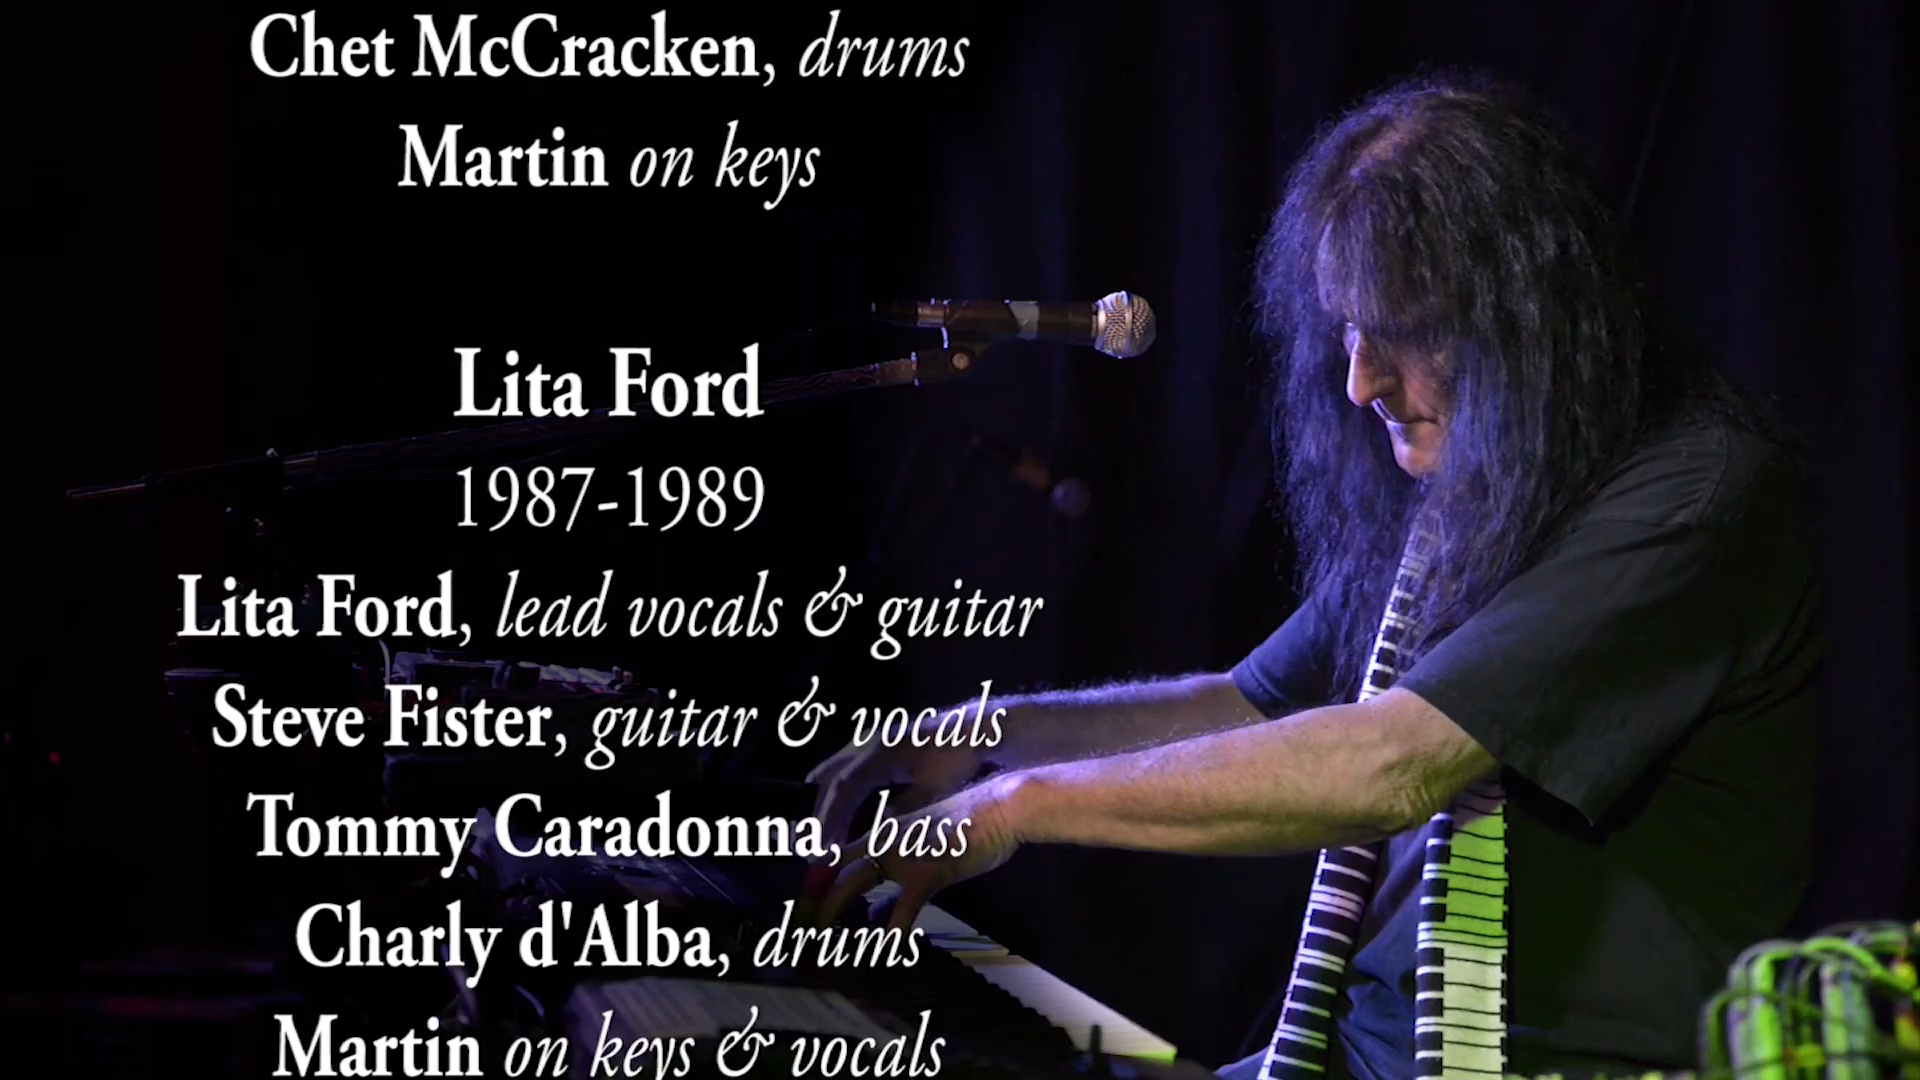 Chet McCracken, drums
Martin on keys
Lita Ford
1987-1989
Lita Ford, lead vocals & guitar
Steve Fister, guitar & vocals
Tommy Caradonna, bass
Charly d'Alba, drums
Martin on keys & vocals